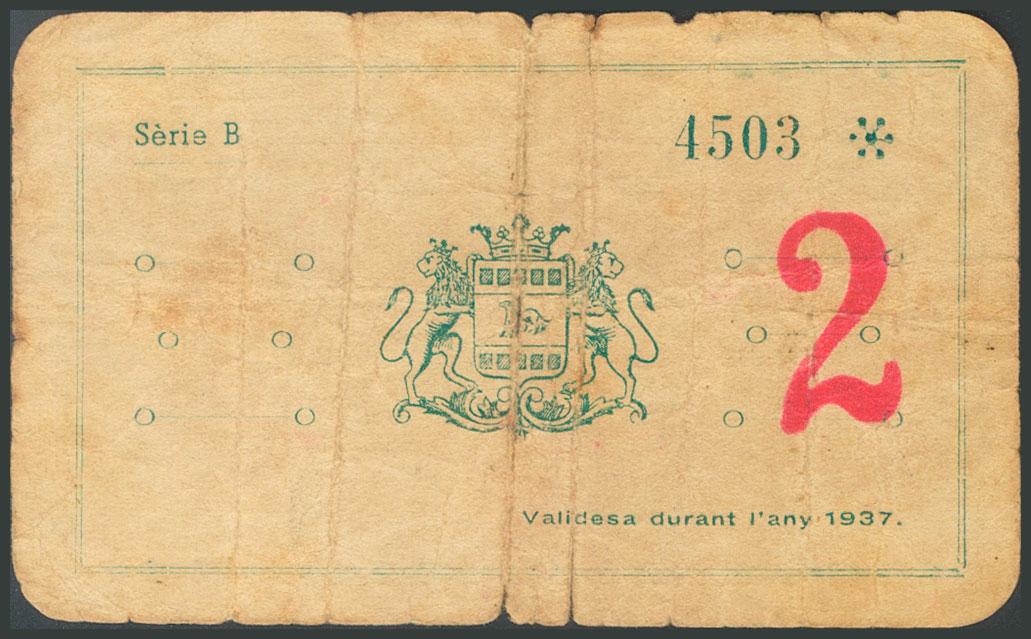 Sèrie B
4503
2
Validesa durant l'any 1937.